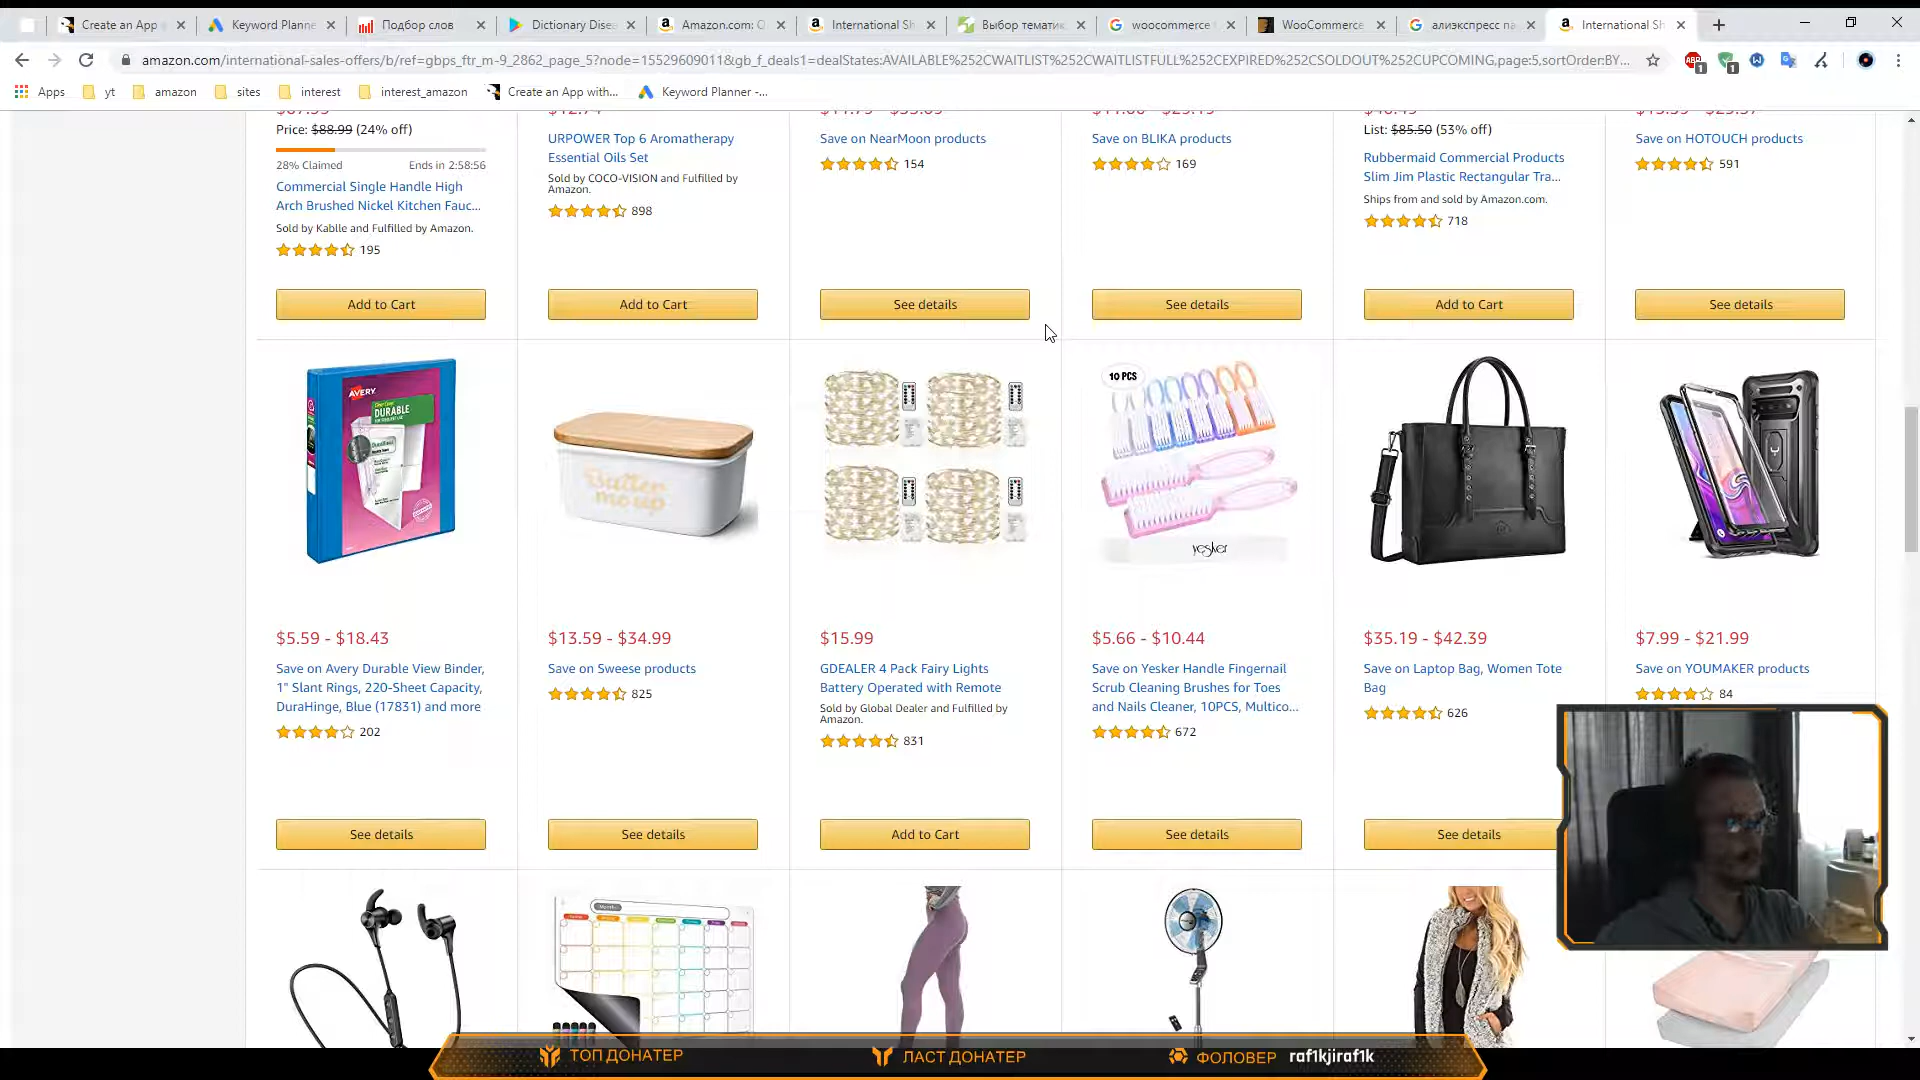 Create an App
Keyword Planne
Подбор слов
Dictionary Dise
Amazon.com: O
International Sh
Выбор тематик
woocommerce
WooCommerce
алиэкспресс па
International Sh
amazon.com/international-sales-offers/b/ref=gbps_ftr_m-9_2862_page_5?node=15529609011&gb_f_deals1=dealStates:AVAILABLE%252CWAITLIST%252CWAITLISTFULL%252CEXPIRED%252CSOLDOUT%252CUPCOMING,page:5,sortOrder:BY...
Apps
yt
amazon
sites
interest
interest_amazon
Create an App with...
Keyword Planner -...
Price: $88.99 (24% off)
28% Claimed
Ends in 2:58:56
Commercial Single Handle High
Arch Brushed Nickel Kitchen Fauc...
Sold by Kablle and Fulfilled by Amazon.
195
Add to Cart
URPOWER Top 6 Aromatherapy
Essential Oils Set
Sold by COCO-VISION and Fulfilled by
Amazon.
898
Add to Cart
Save on NearMoon products
154
See details
Save on BLIKA products
169
See details
List: $85.50 (53% off)
Rubbermaid Commercial Products
Slim Jim Plastic Rectangular Tra...
Ships from and sold by Amazon.com.
718
Add to Cart
Save on HOTOUCH products
591
See details
AVERY
DURABLE
$5.59 - $18.43
Save on Avery Durable View Binder,
1" Slant Rings, 220-Sheet Capacity,
DuraHinge, Blue (17831) and more
202
See details
Batter
me up
$13.59 - $34.99
Save on Sweese products
825
See details
$15.99
GDEALER 4 Pack Fairy Lights
Battery Operated with Remote
Sold by Global Dealer and Fulfilled by
Amazon.
831
Add to Cart
10 PCS
yesker
$5.66 - $10.44
Save on Yesker Handle Fingernail
Scrub Cleaning Brushes for Toes
and Nails Cleaner, 10PCS, Multico...
672
See details
$35.19 - $42.39
Save on Laptop Bag, Women Tote
Bag
626
See details
$7.99 - $21.99
Save on YOUMAKER products
84
ТОП ДОНАТЕР
ЛАСТ ДОНАТЕР
ФОЛОВЕР
raf1kjiraf1k